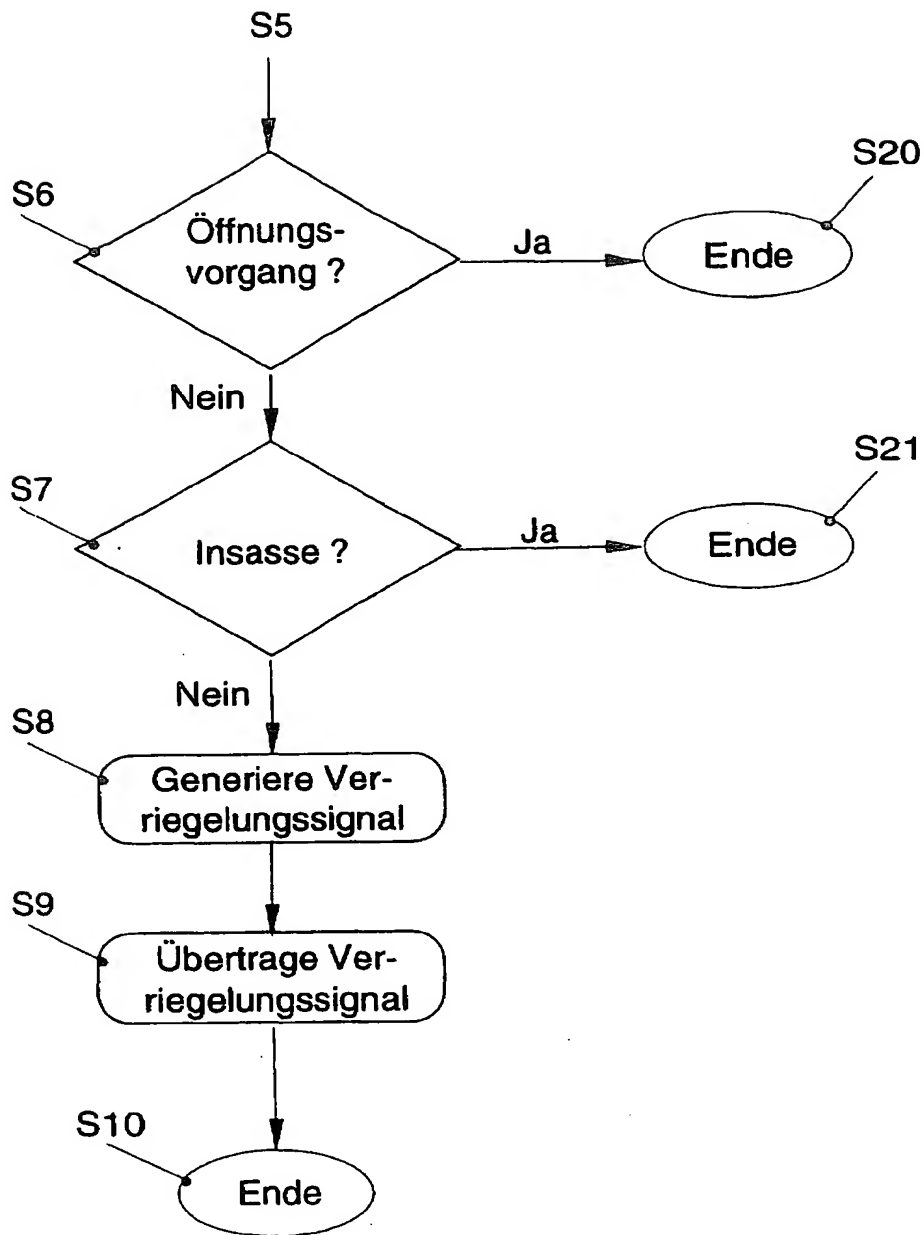 S5
S20
S6
Öffnungs-
vorgang ?
Ja
Ende
Nein
S21
S7
Insasse ?
Ja
Ende
Nein
S8
Generiere Ver-
riegelungssignal
S9
Übertrage Ver-
riegelungssignal
S10
Ende